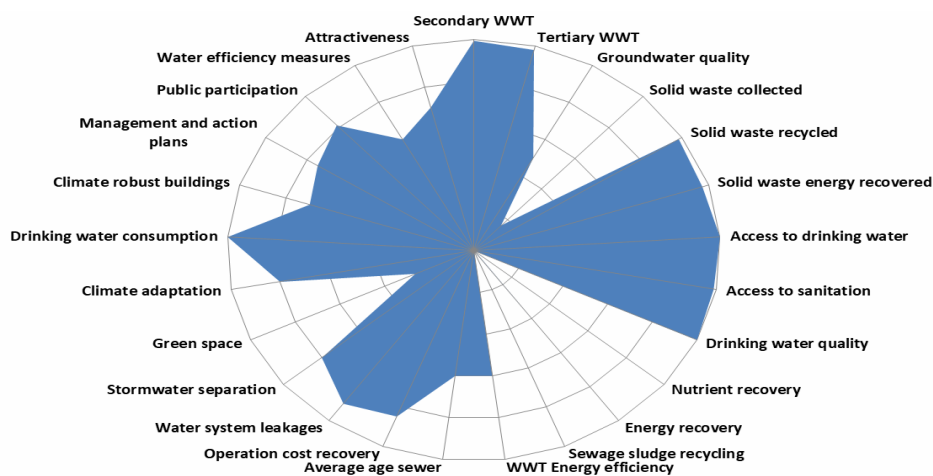 Secondary WWT
Tertiary WWT
Groundwater quality
Solid waste collected
Solid waste recycled
Solid waste energy recovered
Access to drinking water
Access to sanitation
Drinking water quality
Nutrient recovery
Energy recovery
Sewage sludge recycling
WWT Energy efficiency
Average age sewer
Operation cost recovery
Water system leakages
Stormwater separation
Green space
Climate adaptation
Drinking water consumption
Climate robust buildings
Management and action
plans
Public participation
Water efficiency measures
Attractiveness